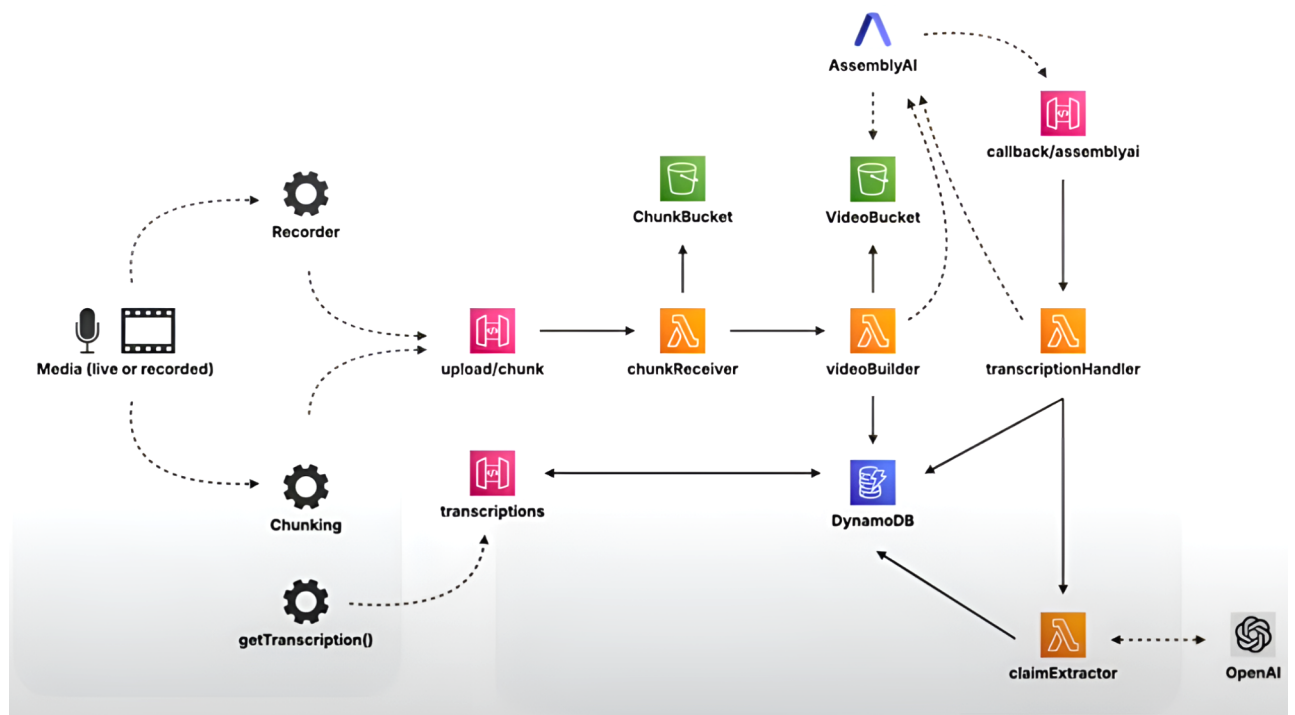 AssemblyAI
callback/assemblyai
ChunkBucket
VideoBucket
Recorder
Media (live or recorded)
upload/chunk
chunkReceiver
videoBuilder
transcriptionHandler
Chunking
transcriptions
DynamoDB
getTranscription()
claimExtractor
OpenAI